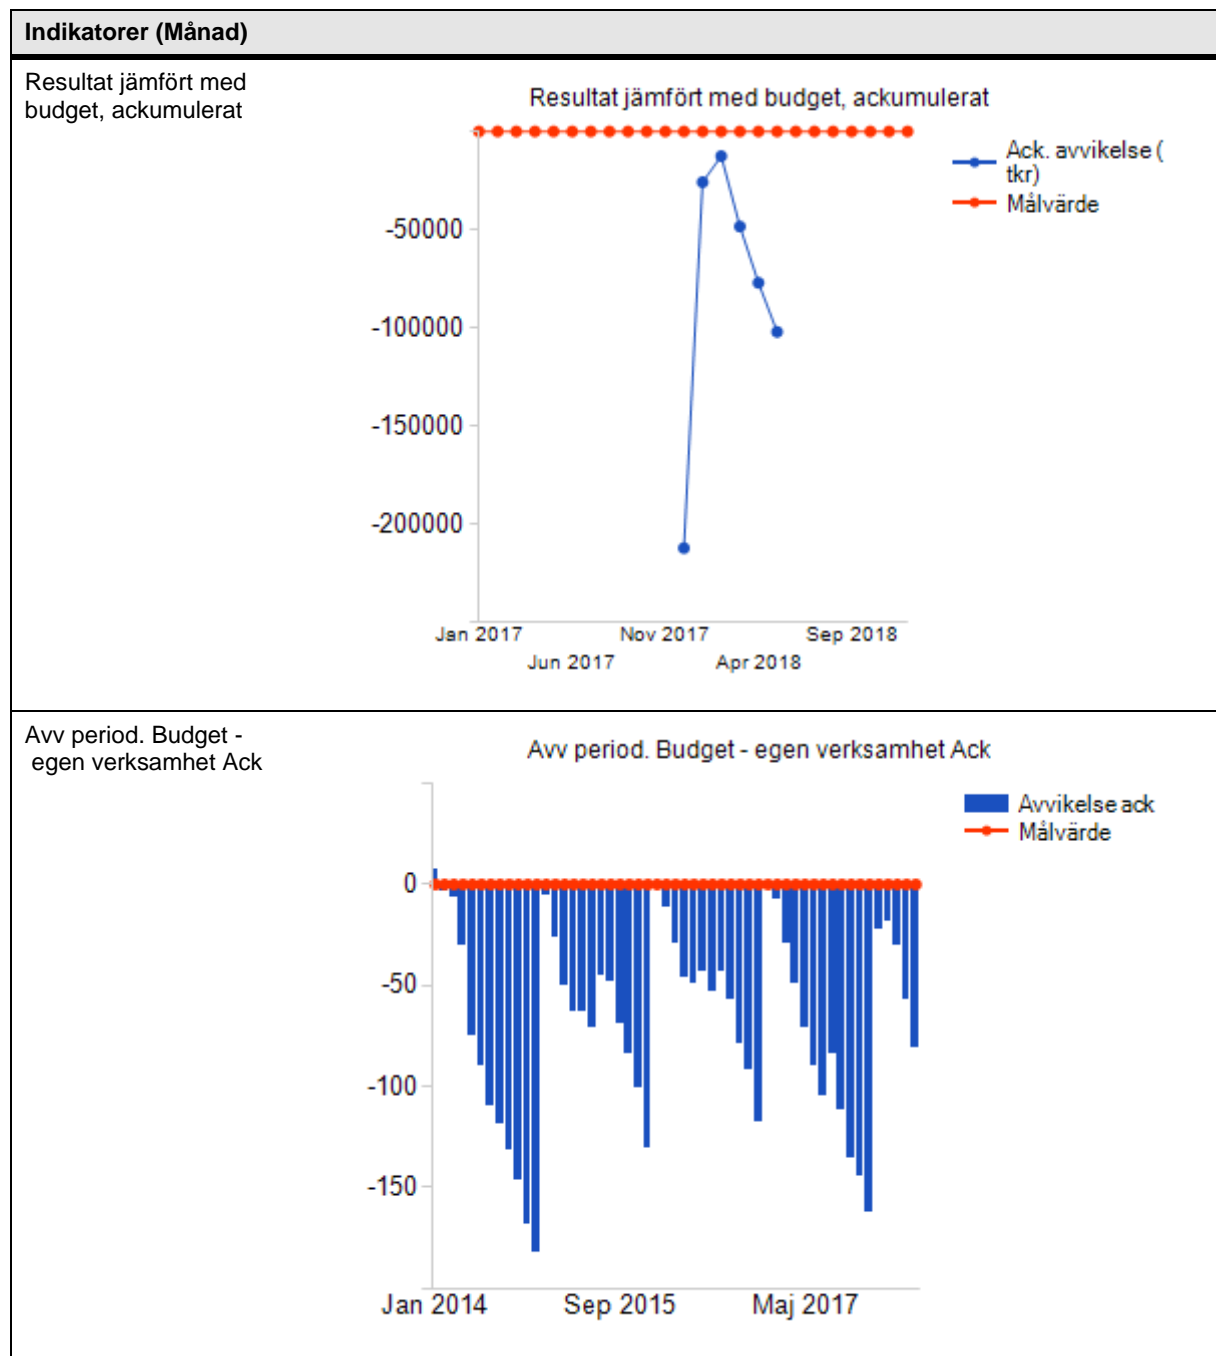 Indikatorer (Månad)
Resultat jämfört med
budget, ackumulerat
Resultat jämfört med budget, ackumulerat
Ack. avvikelse (
tkr)
Målvärde
-50000
-100000
-150000
-200000
Jan 2017
Nov 2017
Sep 2018
Jun 2017
Apr 2018
Avv period. Budget -
egen verksamhet Ack
Avv period. Budget - egen verksamhet Ack
Avvikelse ack
Målvärde
0
-50
-100
-150
Jan 2014
Sep 2015
Maj 2017